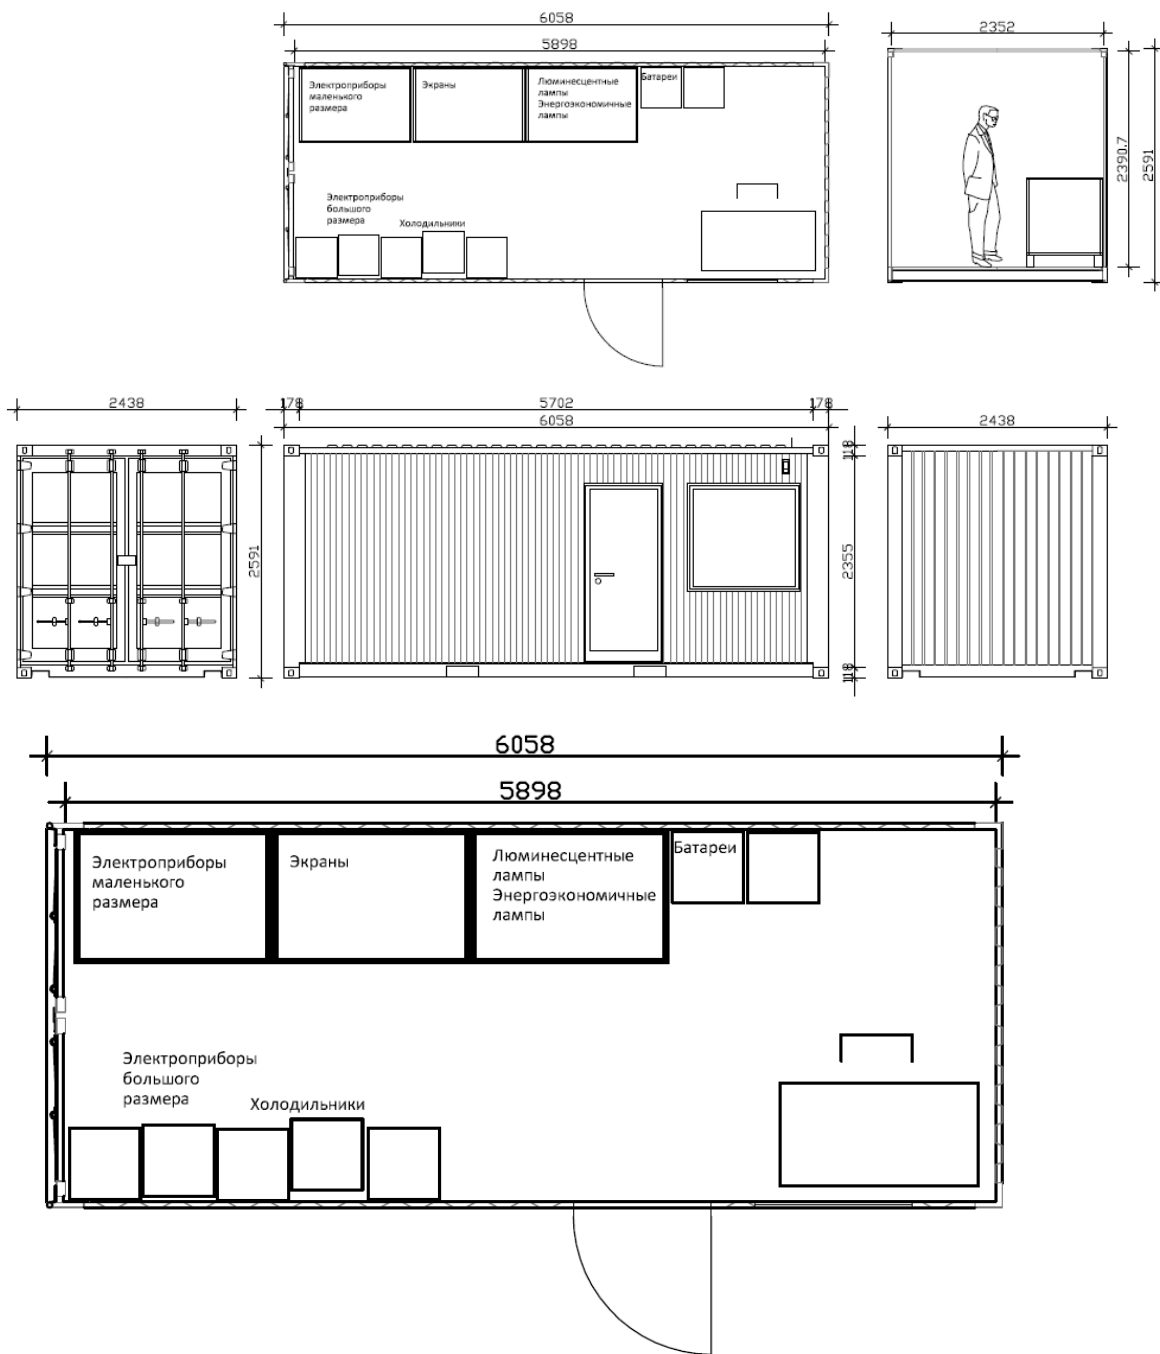 6058
5898
Электроприборы
маленького
размера
Экраны
Люминесцентные
лампы
Энергоэкономичные
лампы
Батареи
Электроприборы
большого
размера
Холодильники
2352
2390.7
2591
2438
2591
178
5702
178
6058
118
2355
118
2438
6058
5898
Электроприборы
маленького
размера
Экраны
Люминесцентные
лампы
Энергоэкономичные
лампы
Батареи
Электроприборы
большого
размера
Холодильники